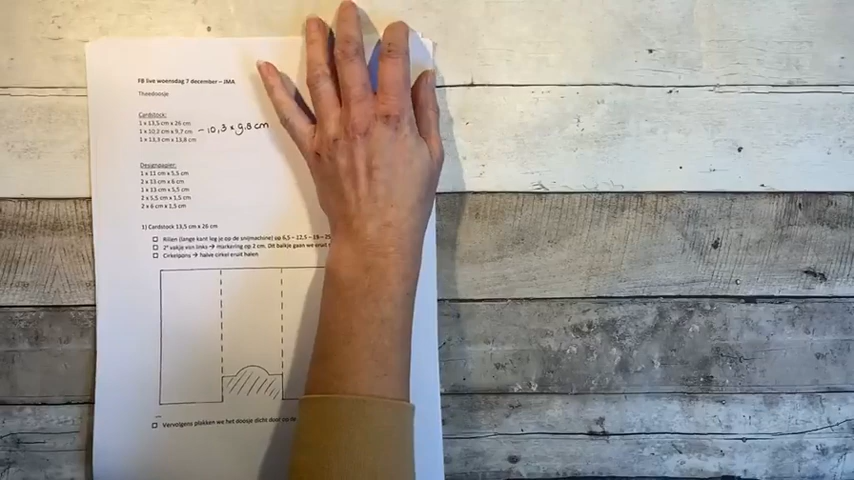 FB live woensdag 7 december – JMA
Theedoosje
Cardstock:
1 x 13,5 cm x 26 cm
1 x 10,2 cm x 9,7 cm – 10,3 x 9.8 cm
1 x 13,3 cm x 13,8 cm
Designpapier:
1 x 11 cm x 5,5 cm
2 x 13 cm x 6 cm
1 x 13 cm x 5,5 cm
2 x 5,5 cm x 1,5 cm
2 x 6 cm x 1,5 cm
1) Cardstock 13,5 cm x 26 cm
Rillen (lange kant leg je op de snijmachine) op 6,5 – 12,5 – 19 – 25
2e vakje van links → markering op 2 cm. Dit balkje gaan we eruit
Cirkelpons → halve cirkel eruit halen
Vervolgens plakken we het doosje dicht door